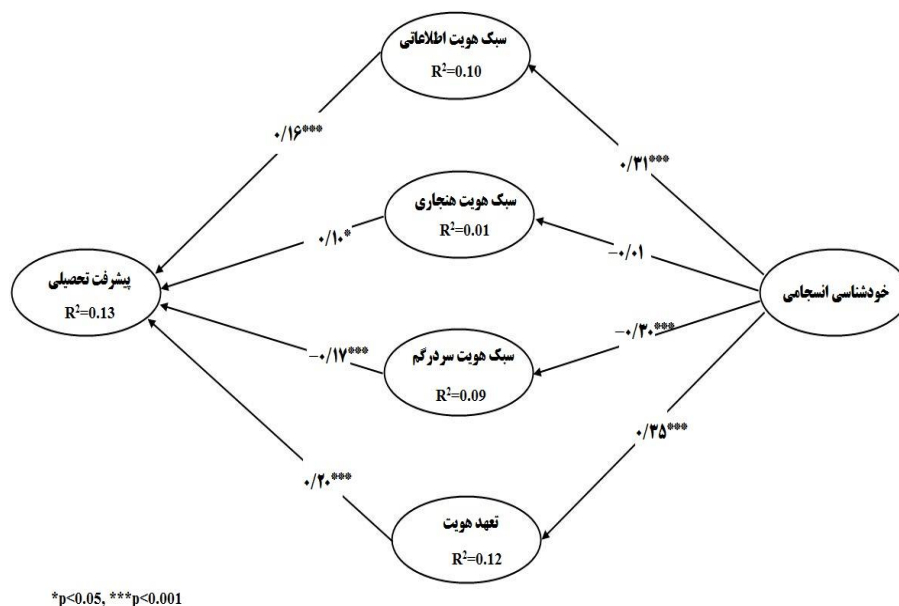 سبک هویت اطلاعاتی
R²=0.10
۰/۱۶***
۰/۳۱***
سبک هویت هنجاری
R²=0.01
۰/۱۰*
−۰/۰۱
پیشرفت تحصیلی
R²=0.13
خودشناسی انسجامی
−۰/۱۷***
سبک هویت سردرگم
R²=0.09
−۰/۳۰***
۰/۲۰***
۰/۳۵***
تعهد هویت
R²=0.12
*p<0.05, ***p<0.001